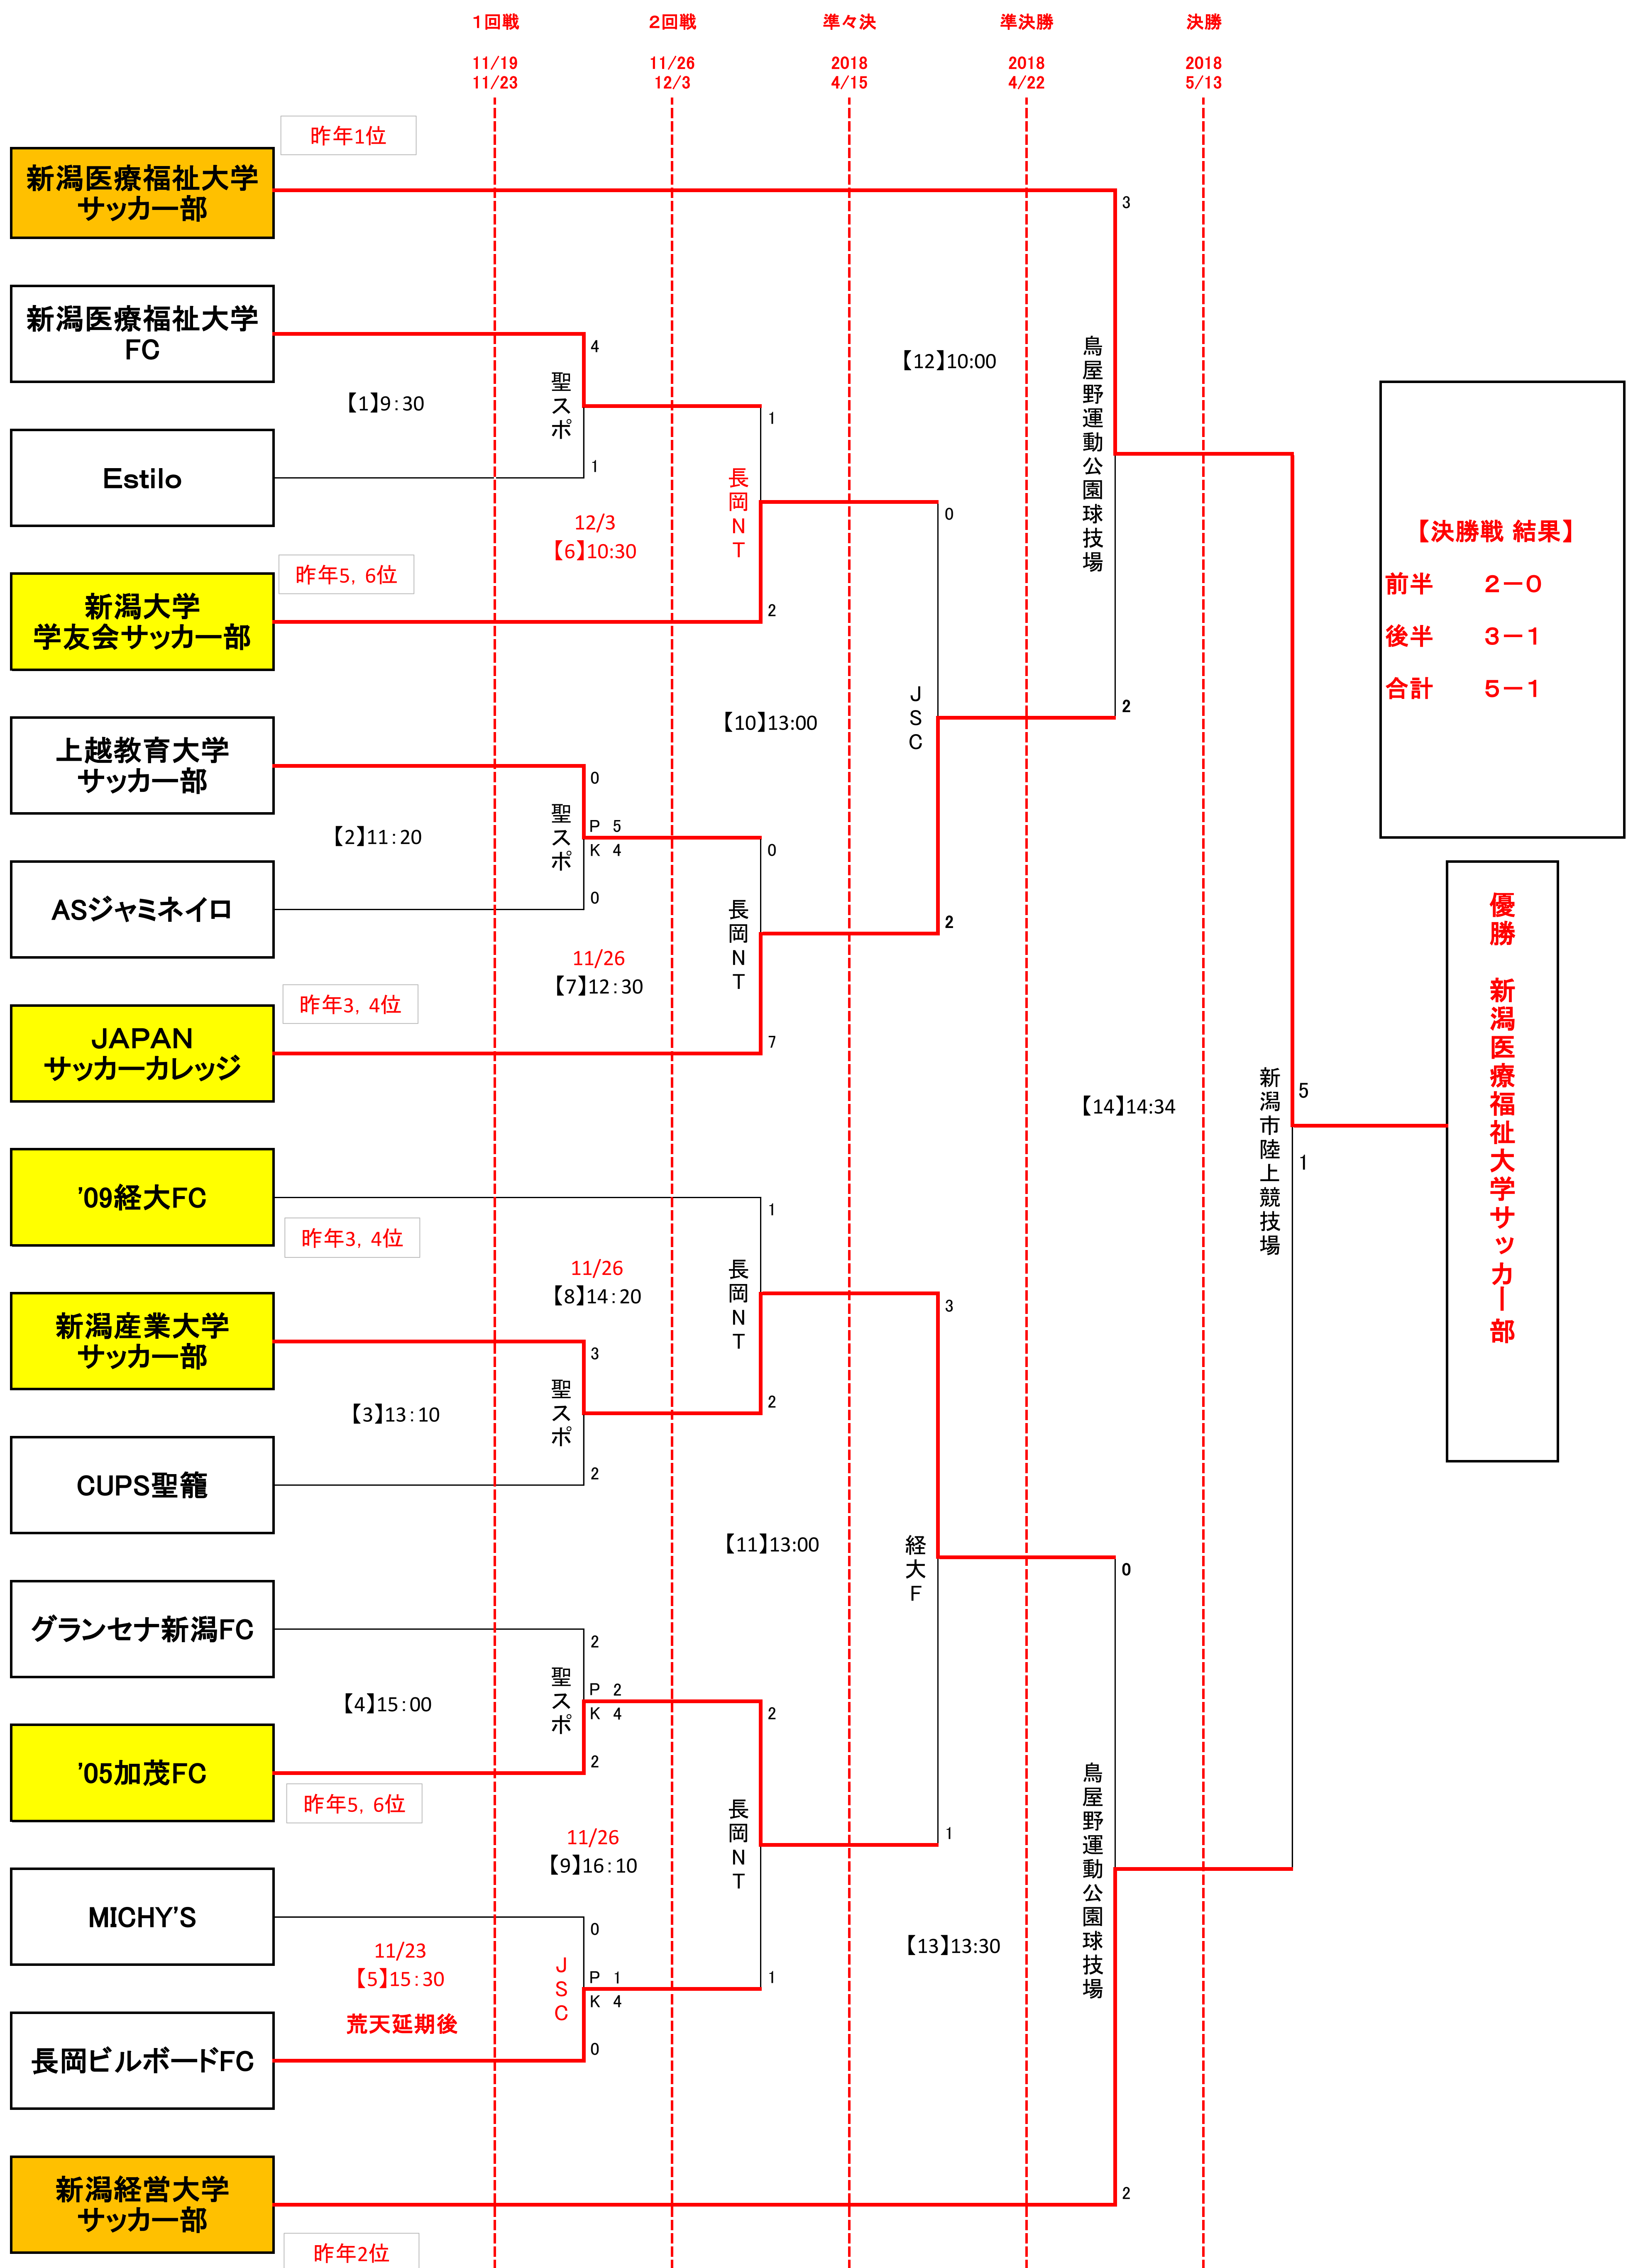 １回戦
２回戦
準々決
準決勝
決勝
11/19
11/23
11/26
12/3
2018
4/15
2018
4/22
2018
5/13
昨年1位
新潟医療福祉大学
サッカー部
3
新潟医療福祉大学
FC
4
【1】9：30
聖スポ
1
Estilo
1
【12】10:00
鳥屋野運動公園球技場
12/3
【6】10:30
長岡NT
0
昨年5，6位
新潟大学
学友会サッカー部
2
【決勝戦 結果】
前半 ２－０
後半 ３－１
合計 ５－１
上越教育大学
サッカー部
0
【10】13:00
JSC
2
【2】11：20
聖スポ
P 5
K 4
0
ASジャミネイロ
0
長岡NT
2
11/26
【7】12：30
昨年3，4位
JAPAN
サッカーカレッジ
7
優勝 新潟医療福祉大学サッカー部
【14】14:34
新潟市陸上競技場
5
1
'09経大FC
1
昨年3，4位
11/26
【8】14：20
長岡NT
3
新潟産業大学
サッカー部
3
【3】13：10
聖スポ
2
CUPS聖籠
2
【11】13:00
経大F
0
グランセナ新潟FC
2
【4】15：00
聖スポ
P 2
K 4
2
'05加茂FC
2
昨年5，6位
11/26
【9】16：10
長岡NT
1
鳥屋野運動公園球技場
MICHY'S
0
【13】13:30
11/23
【5】15：30
荒天延期後
JSC
P 1
K 4
1
長岡ビルボードFC
0
新潟経営大学
サッカー部
2
昨年2位